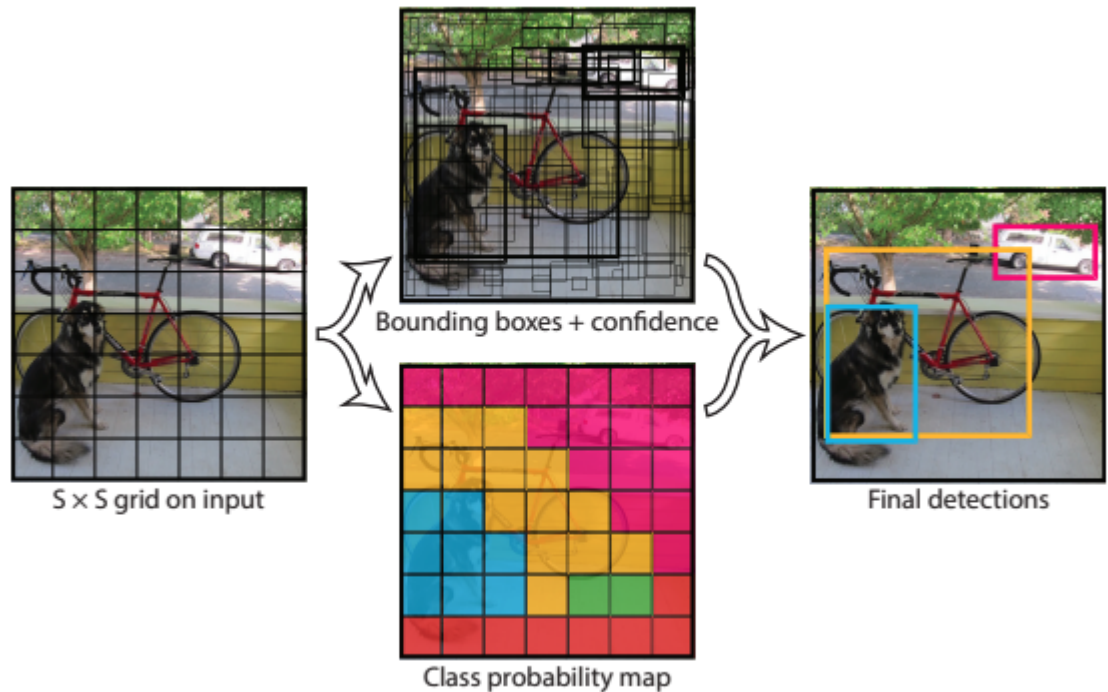 Bounding boxes + confidence
S × S grid on input
Final detections
Class probability map